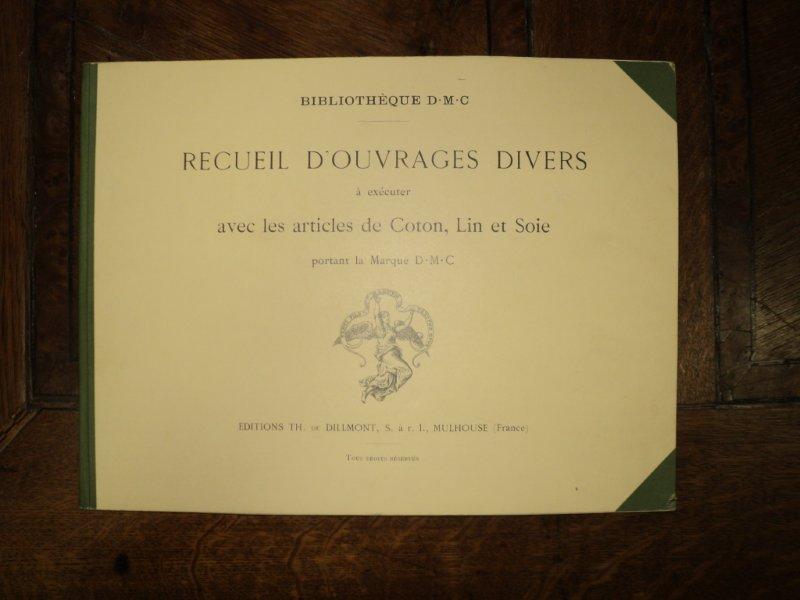 BIBLIOTHÈQUE D·M·C
RECUEIL D'OUVRAGES DIVERS
à exécuter
avec les articles de Coton, Lin et Soie
portant la Marque D·M·C
EDITIONS TH. DE DILLMONT, S. à r. l., MULHOUSE (France)
TOUS DROITS RÉSERVÉS